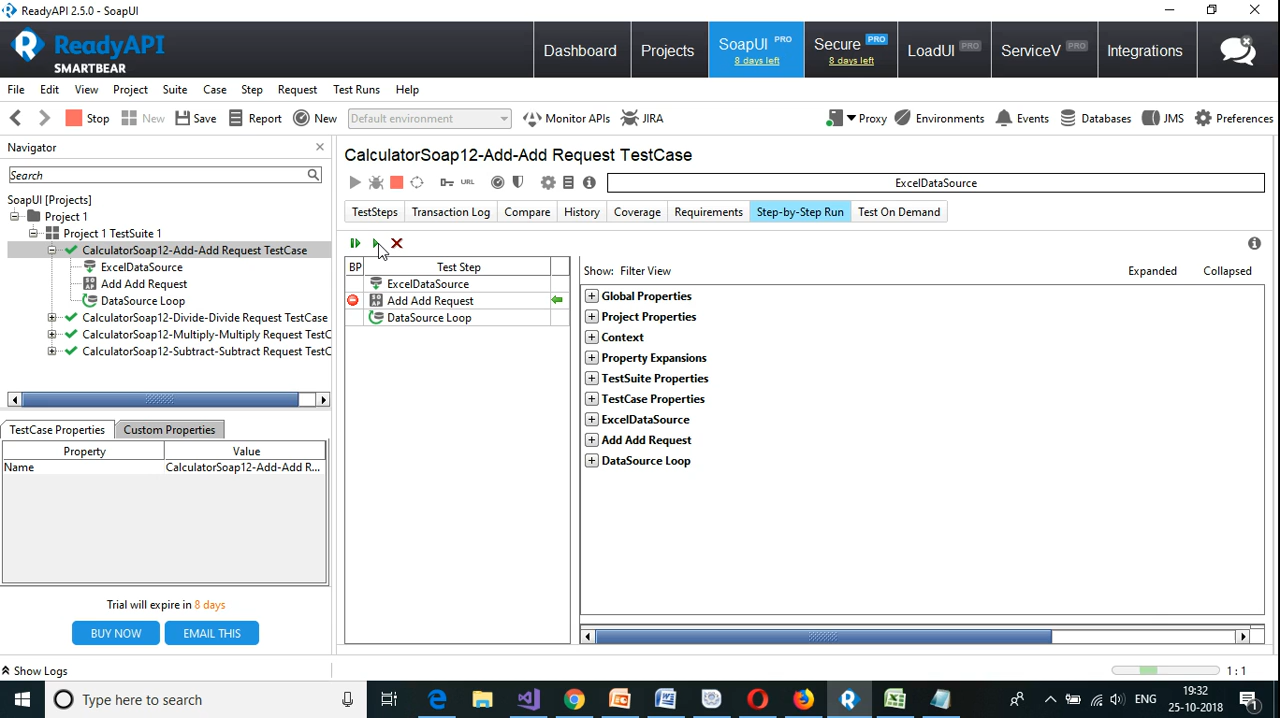 ReadyAPI 2.5.0 - SoapUI
ReadyAPI
SMARTBEAR
Dashboard
Projects
SoapUI PRO
8 days left
Secure PRO
8 days left
LoadUI PRO
ServiceV PRO
Integrations
File Edit View Project Suite Case Step Request Test Runs Help
Stop New Save Report New Default environment Monitor APIs JIRA Proxy Environments Events Databases JMS Preferences
Navigator
Search
SoapUI [Projects]
Project 1
Project 1 TestSuite 1
CalculatorSoap12-Add-Add Request TestCase
ExcelDataSource
Add Add Request
DataSource Loop
CalculatorSoap12-Divide-Divide Request TestCase
CalculatorSoap12-Multiply-Multiply Request TestC
CalculatorSoap12-Subtract-Subtract Request TestC
TestCase Properties Custom Properties
Property Value
Name CalculatorSoap12-Add-Add R...
Trial will expire in 8 days
BUY NOW EMAIL THIS
Show Logs
CalculatorSoap12-Add-Add Request TestCase
URL
ExcelDataSource
TestSteps Transaction Log Compare History Coverage Requirements Step-by-Step Run Test On Demand
BP Test Step
ExcelDataSource
SOAP Add Add Request
DataSource Loop
Show: Filter View Expanded Collapsed
Global Properties
Project Properties
Context
Property Expansions
TestSuite Properties
TestCase Properties
ExcelDataSource
Add Add Request
DataSource Loop
1 : 1
Type here to search
ENG
19:32
25-10-2018
1